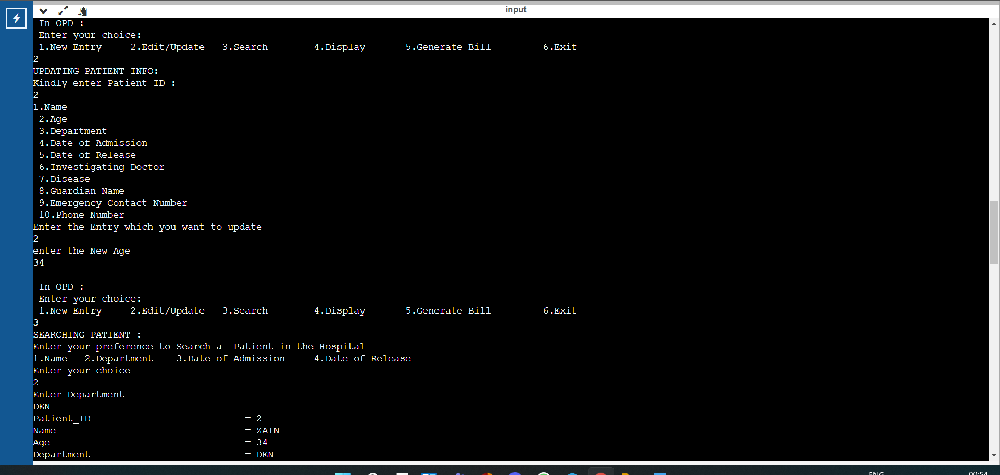 input
In OPD :
Enter your choice:
1.New Entry 2.Edit/Update 3.Search 4.Display 5.Generate Bill 6.Exit
2
UPDATING PATIENT INFO:
Kindly enter Patient ID :
2
1.Name
2.Age
3.Department
4.Date of Admission
5.Date of Release
6.Investigating Doctor
7.Disease
8.Guardian Name
9.Emergency Contact Number
10.Phone Number
Enter the Entry which you want to update
2
enter the New Age
34
In OPD :
Enter your choice:
1.New Entry 2.Edit/Update 3.Search 4.Display 5.Generate Bill 6.Exit
3
SEARCHING PATIENT :
Enter your preference to Search a  Patient in the Hospital
1.Name 2.Department 3.Date of Admission 4.Date of Release
Enter your choice
2
Enter Department
DEN
Patient_ID = 2
Name = ZAIN
Age = 34
Department = DEN
ENG 00:54